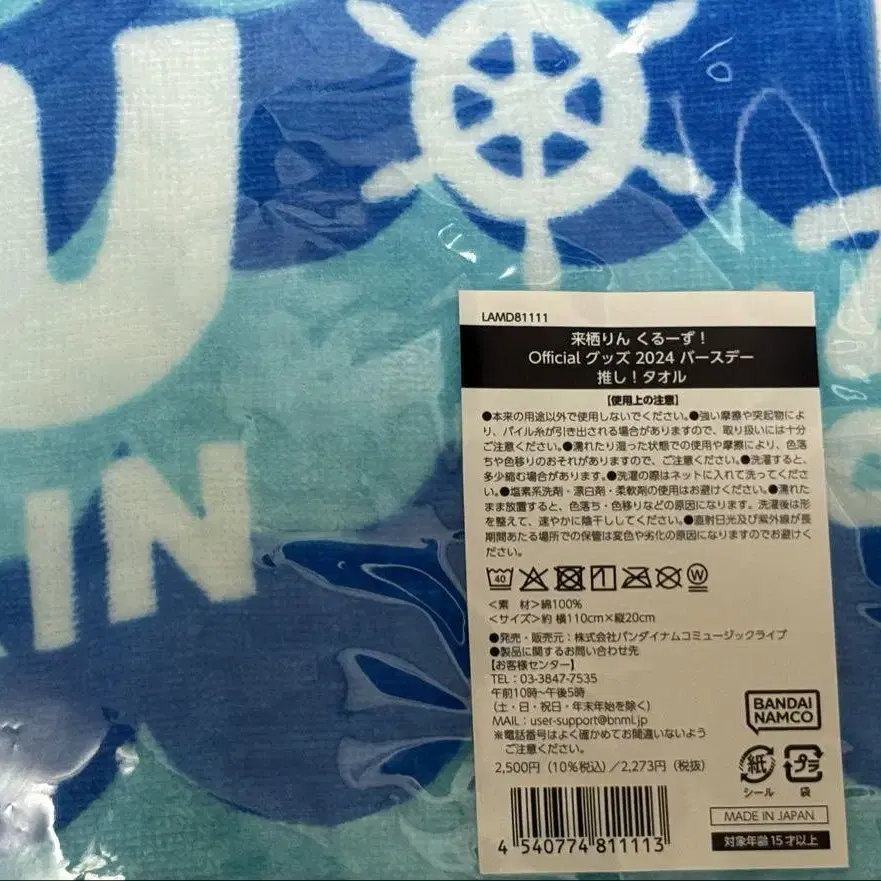 U
AIN
LAMD81111
来栖りん くるーず！
Official グッズ 2024 バースデー
推し！タオル
【使用上の注意】
●本来の用途以外で使用しないでください。●強い摩擦や突起物によ
り、パイル糸が引き出される場合がありますので、取り扱いには十分
ご注意ください。●濡れたり湿った状態での使用や摩擦により、色落
ちや色移りのおそれがありますので、ご注意ください。●洗濯すると、
多少縮む場合があります。●洗濯の際はネットに入れて洗ってくださ
い。●塩素系洗剤・漂白剤・柔軟剤の使用はお避けください。●濡れた
まま放置すると、色落ち・色移りなどの原因になります。洗濯後は形
を整えて、速やかに陰干ししてください。●直射日光及び紫外線が長
期間あたる場所での保管は変色や劣化の原因になりますのでお避けく
ださい。
40 W
＜素　材＞綿100%
＜サイズ＞約 横110cm×縦20cm
●発売・販売元：株式会社バンダイナムコミュージックライブ
●製品に関するお問い合わせ先
【お客様センター】
TEL：03-3847-7535
午前10時~午後5時
（土・日・祝日・年末年始を除く）
MAIL：user-support@bnml.jp
※電話番号はよく確かめてお間違いないよう
ご注意ください。
2,500円（10%税込）／2,273円（税抜）
BANDAI
NAMCO
紙 プラ
シール 袋
MADE IN JAPAN
対象年齢15才以上
4 540774 811113